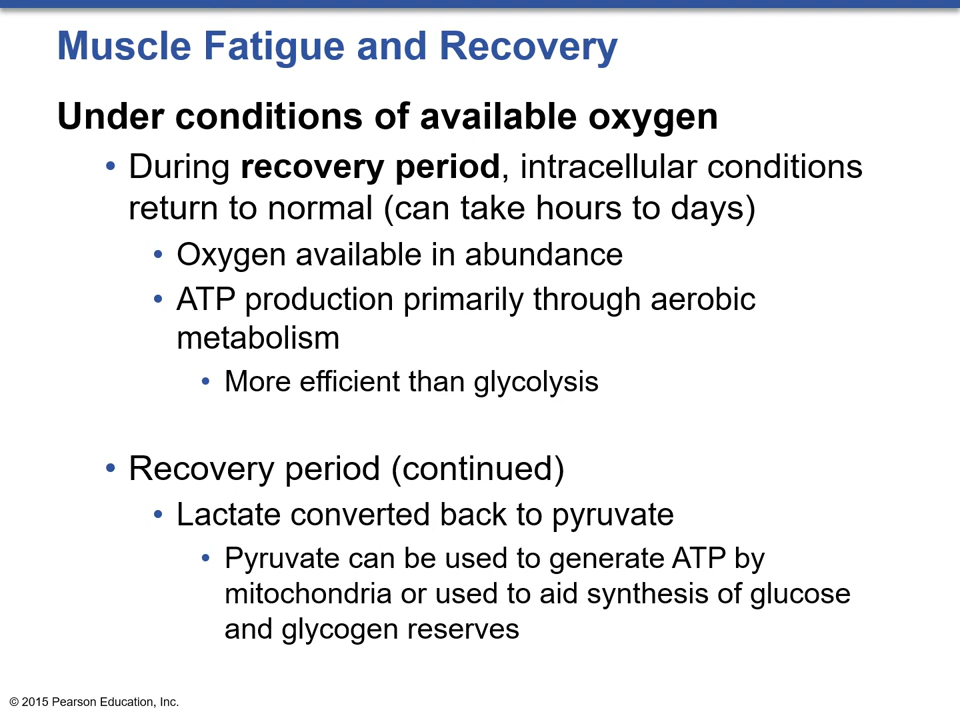 Muscle Fatigue and Recovery
Under conditions of available oxygen
• During recovery period, intracellular conditions
return to normal (can take hours to days)
• Oxygen available in abundance
• ATP production primarily through aerobic
metabolism
• More efficient than glycolysis
• Recovery period (continued)
• Lactate converted back to pyruvate
• Pyruvate can be used to generate ATP by
mitochondria or used to aid synthesis of glucose
and glycogen reserves
© 2015 Pearson Education, Inc.